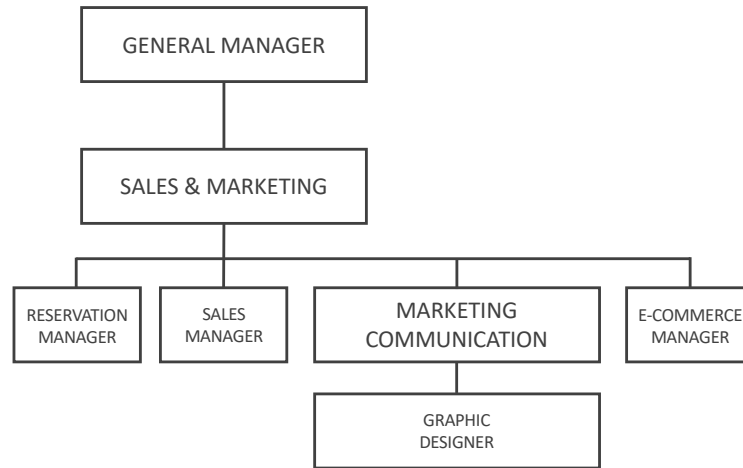 GENERAL MANAGER
SALES & MARKETING
RESERVATION
MANAGER
SALES
MANAGER
MARKETING
COMMUNICATION
E-COMMERCE
MANAGER
GRAPHIC
DESIGNER